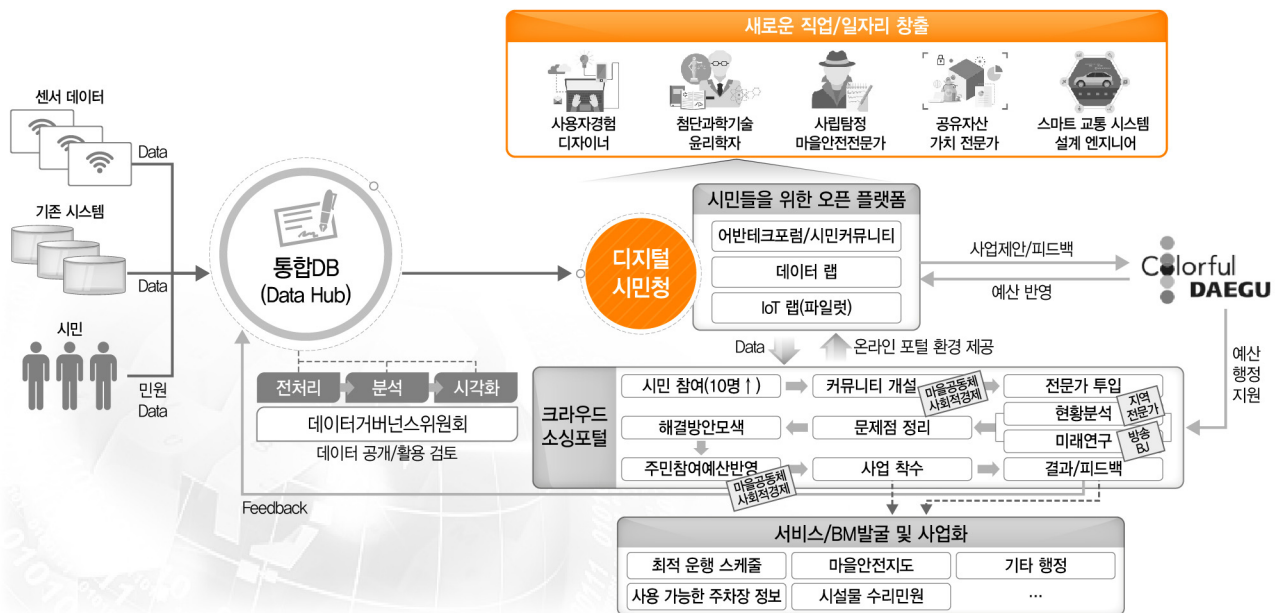 새로운 직업/일자리 창출
사용자경험
디자이너
첨단과학기술
윤리학자
사립탐정
마을안전전문가
공유자산
가치 전문가
스마트 교통 시스템
설계 엔지니어
센서 데이터
Data
기존 시스템
Data
시민
민원
Data
통합DB
(Data Hub)
전처리
분석
시각화
데이터거버넌스위원회
데이터 공개/활용 검토
디지털
시민청
시민들을 위한 오픈 플랫폼
어반테크포럼/시민커뮤니티
데이터 랩
IoT 랩(파일럿)
사업제안/피드백
예산 반영
Colorful
DAEGU
예산
행정
지원
Data
온라인 포털 환경 제공
크라우드
소싱포털
시민 참여(10명↑)
커뮤니티 개설
마을공동체
사회적경제
전문가 투입
현황분석
지역
전문가
미래연구
방송
BJ
문제점 정리
해결방안모색
주민참여예산반영
마을공동체
사회적경제
사업 착수
결과/피드백
Feedback
서비스/BM발굴 및 사업화
최적 운행 스케줄
마을안전지도
기타 행정
사용 가능한 주차장 정보
시설물 수리민원
…